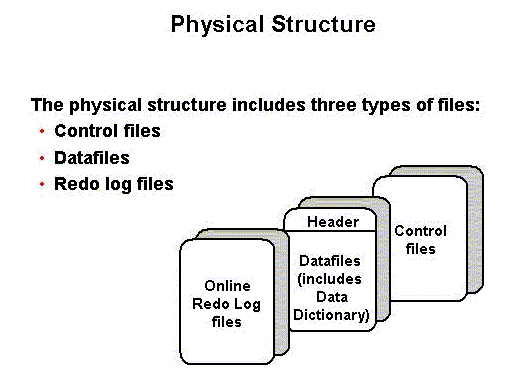 Physical Structure
The physical structure includes three types of files:
• Control files
• Datafiles
• Redo log files
Online
Redo Log
files
Header
Datafiles
(includes
Data
Dictionary)
Control
files